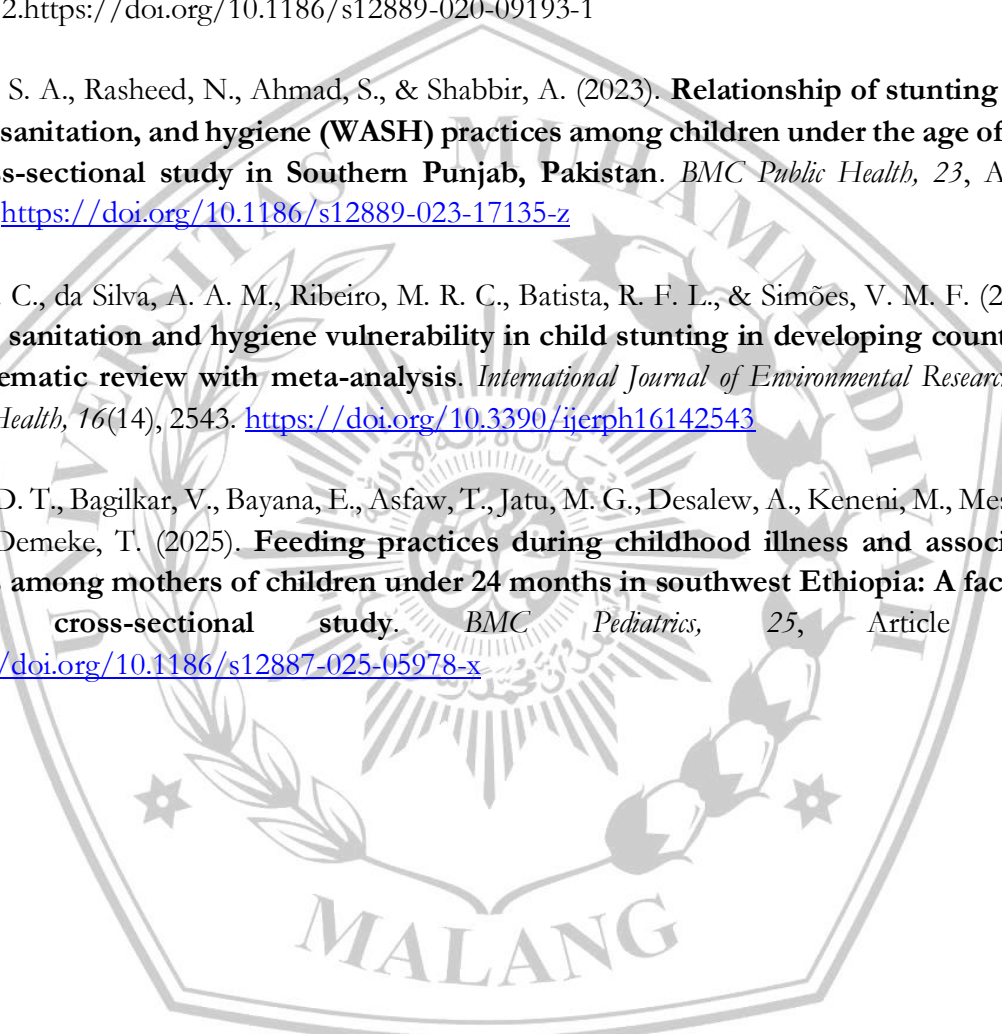 2.https://doi.org/10.1186/s12889-020-09193-1
S. A., Rasheed, N., Ahmad, S., & Shabbir, A. (2023). Relationship of stunting
sanitation, and hygiene (WASH) practices among children under the age of
s-sectional study in Southern Punjab, Pakistan. BMC Public Health, 23, A
https://doi.org/10.1186/s12889-023-17135-z
C., da Silva, A. A. M., Ribeiro, M. R. C., Batista, R. F. L., & Simões, V. M. F. (2
sanitation and hygiene vulnerability in child stunting in developing count
ematic review with meta-analysis. International Journal of Environmental Researc
Health, 16(14), 2543. https://doi.org/10.3390/ijerph16142543
D. T., Bagilkar, V., Bayana, E., Asfaw, T., Jatu, M. G., Desalew, A., Keneni, M., Mes
Demeke, T. (2025). Feeding practices during childhood illness and associ
s among mothers of children under 24 months in southwest Ethiopia: A fac
cross-sectional study. BMC Pediatrics, 25, Article
/doi.org/10.1186/s12887-025-05978-x
UNIVERSITAS MUHAMMADIYAH
MALANG